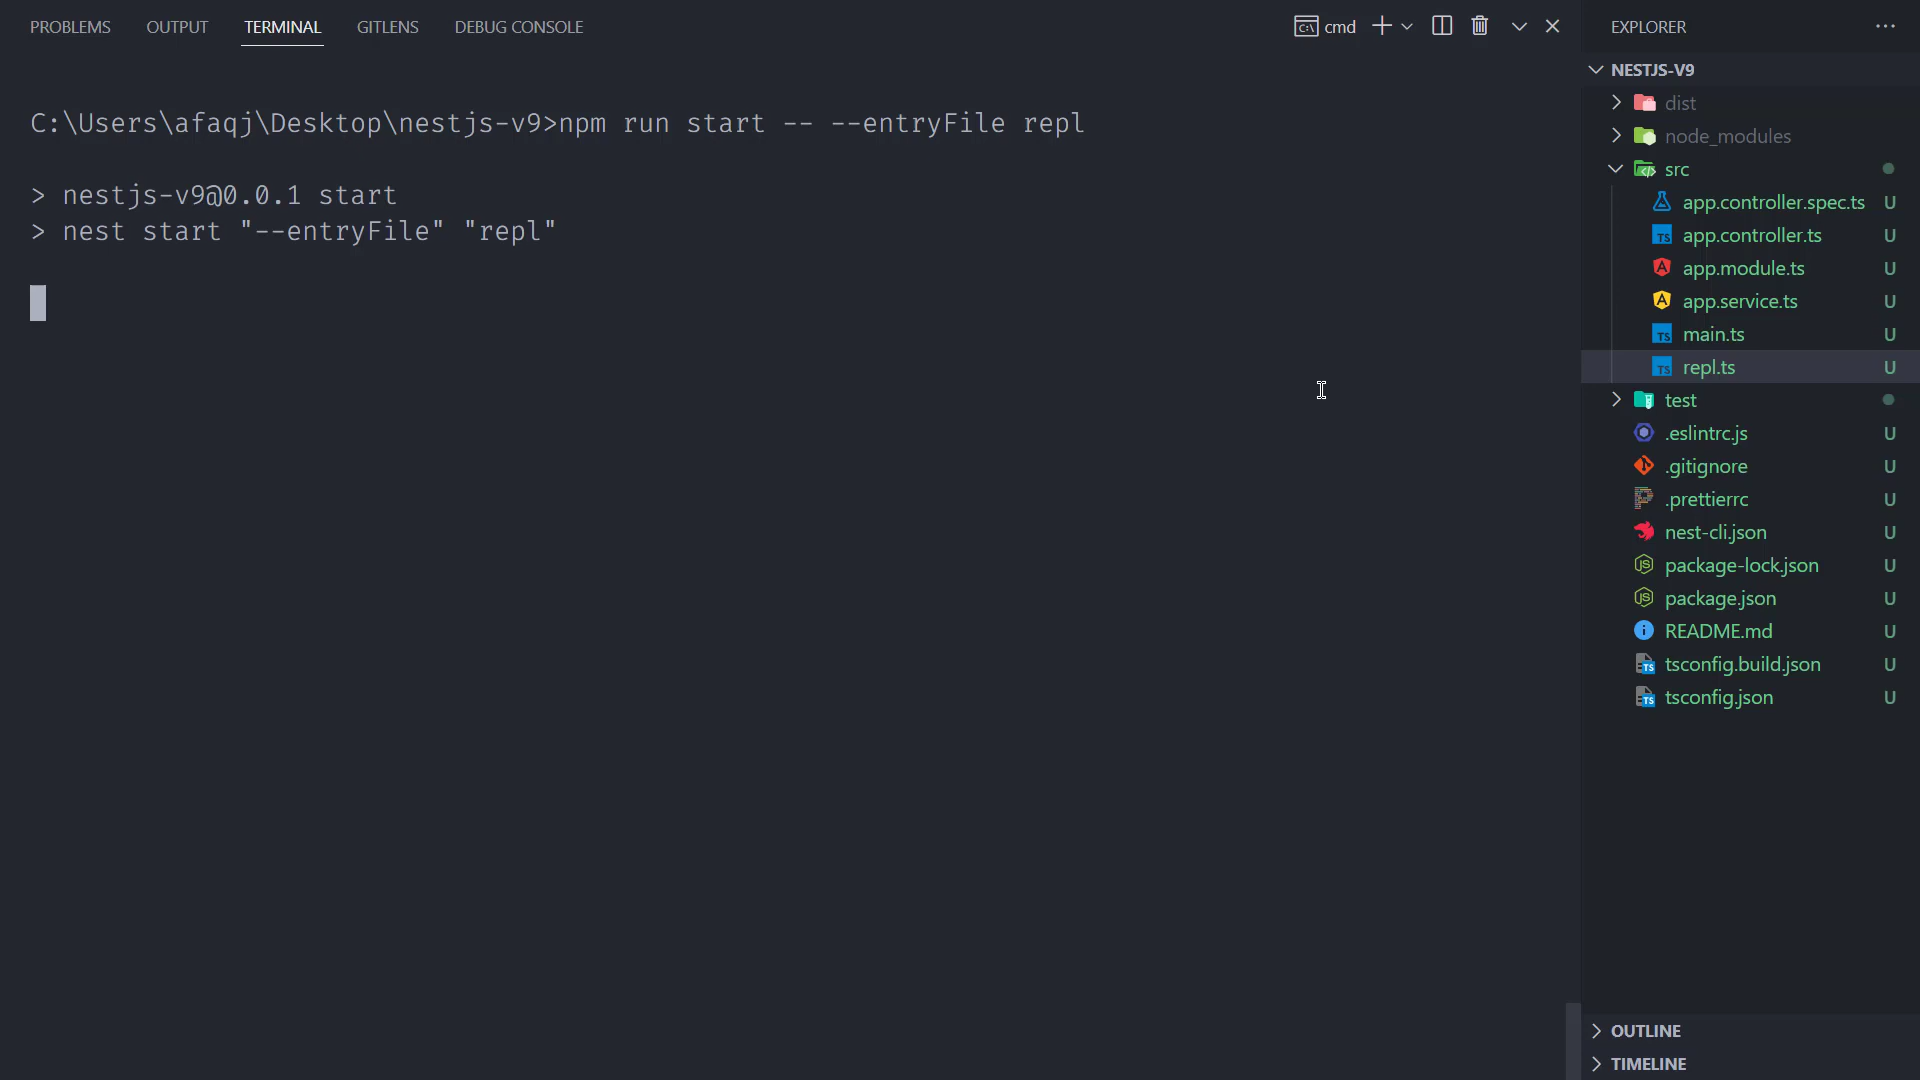 PROBLEMS OUTPUT TERMINAL GITLENS DEBUG CONSOLE
cmd
C:\Users\afaqj\Desktop\nestjs-v9>npm run start -- --entryFile repl
> nestjs-v9@0.0.1 start
> nest start "--entryFile" "repl"
EXPLORER
NESTJS-V9
dist
node_modules
src
app.controller.spec.ts U
app.controller.ts U
app.module.ts U
app.service.ts U
main.ts U
repl.ts U
test
.eslintrc.js U
.gitignore U
.prettierrc U
nest-cli.json U
package-lock.json U
package.json U
README.md U
tsconfig.build.json U
tsconfig.json U
OUTLINE
TIMELINE